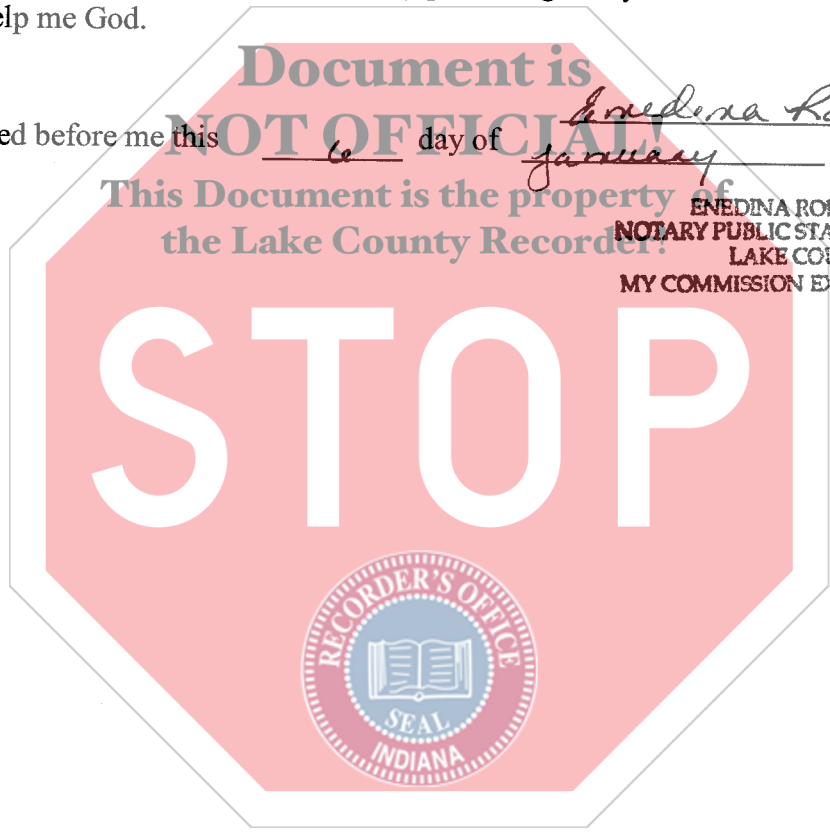 elp me God.
Document is
NOT OFFICIAL!
Enedina
ed before me this 6 day of January
This Document is the property of
the Lake County Recorder!
ENEDINA RO
NOTARY PUBLIC STA
LAKE COU
MY COMMISSION EX
STOP
RECORDER'S OFFICE
SEAL
INDIANA